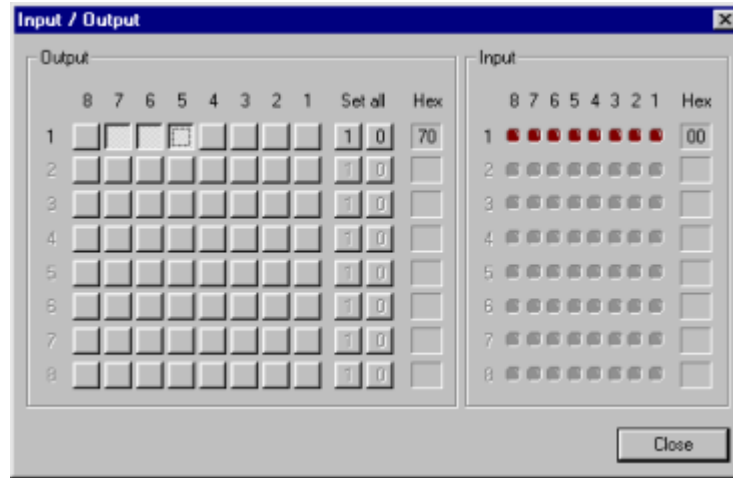 Input / Output
Output
Input
8 7 6 5 4 3 2 1 Set all Hex
8 7 6 5 4 3 2 1 Hex
1 1 0 70
1 00
2 1 0
2
3 1 0
3
4 1 0
4
5 1 0
5
6 1 0
6
7 1 0
7
8 1 0
8
Close